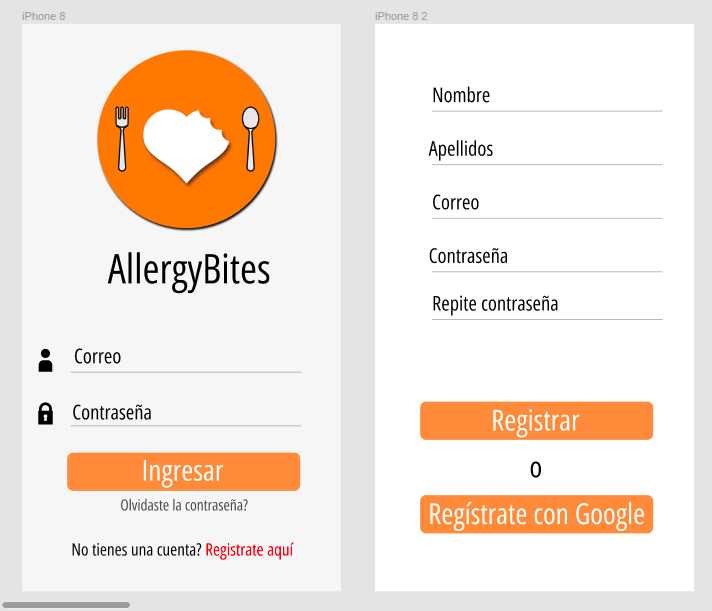 iPhone 8
AllergyBites
Correo
Contraseña
Ingresar
Olvidaste la contraseña?
No tienes una cuenta? Registrate aquí
iPhone 8 2
Nombre
Apellidos
Correo
Contraseña
Repite contraseña
Registrar
O
Regístrate con Google